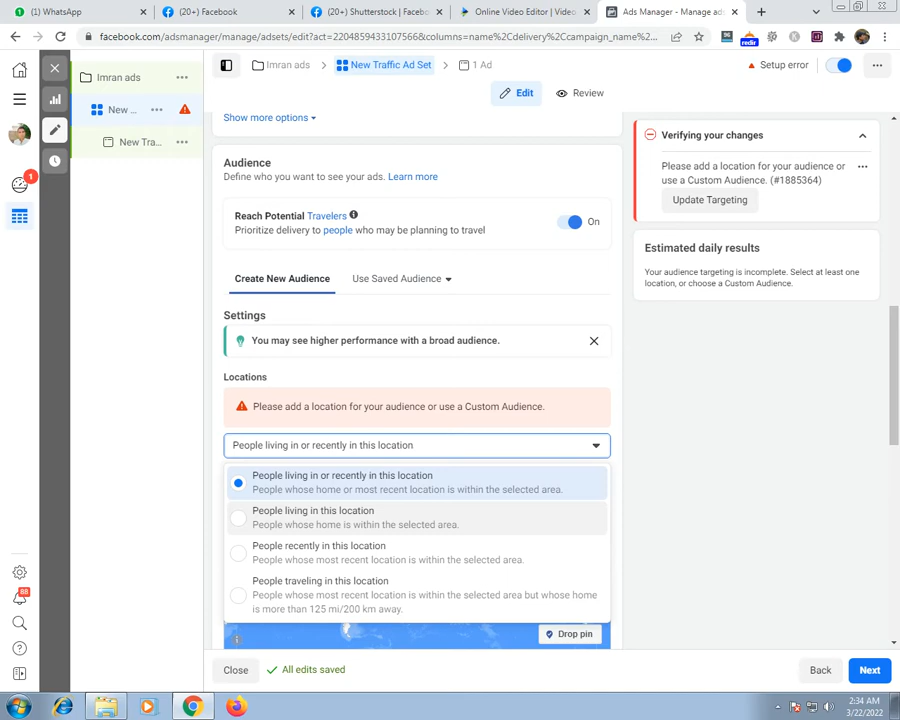 (1) WhatsApp
(20+) Facebook
(20+) Shutterstock | Facebo
Online Video Editor | Video
Ads Manager - Manage ads
facebook.com/adsmanager/manage/adsets/edit?act=220485943310756 6&columns=name%2Cdelivery%2Ccampaign_name%...
redir
Imran ads
New ...
New Tra...
Imran ads
New Traffic Ad Set
1 Ad
Setup error
Edit
Review
Show more options
Audience
Define who you want to see your ads. Learn more
Reach Potential Travelers
Prioritize delivery to people who may be planning to travel
On
Create New Audience
Use Saved Audience
Settings
You may see higher performance with a broad audience.
Locations
Please add a location for your audience or use a Custom Audience.
People living in or recently in this location
People living in or recently in this location
People whose home or most recent location is within the selected area.
People living in this location
People whose home is within the selected area.
People recently in this location
People whose most recent location is within the selected area.
People traveling in this location
People whose most recent location is within the selected area but whose home
is more than 125 mi/200 km away.
Drop pin
Close
All edits saved
Back
Next
Verifying your changes
Please add a location for your audience or
use a Custom Audience. (#1885364)
Update Targeting
Estimated daily results
Your audience targeting is incomplete. Select at least one
location, or choose a Custom Audience.
1
88
2:34 AM
3/22/2022